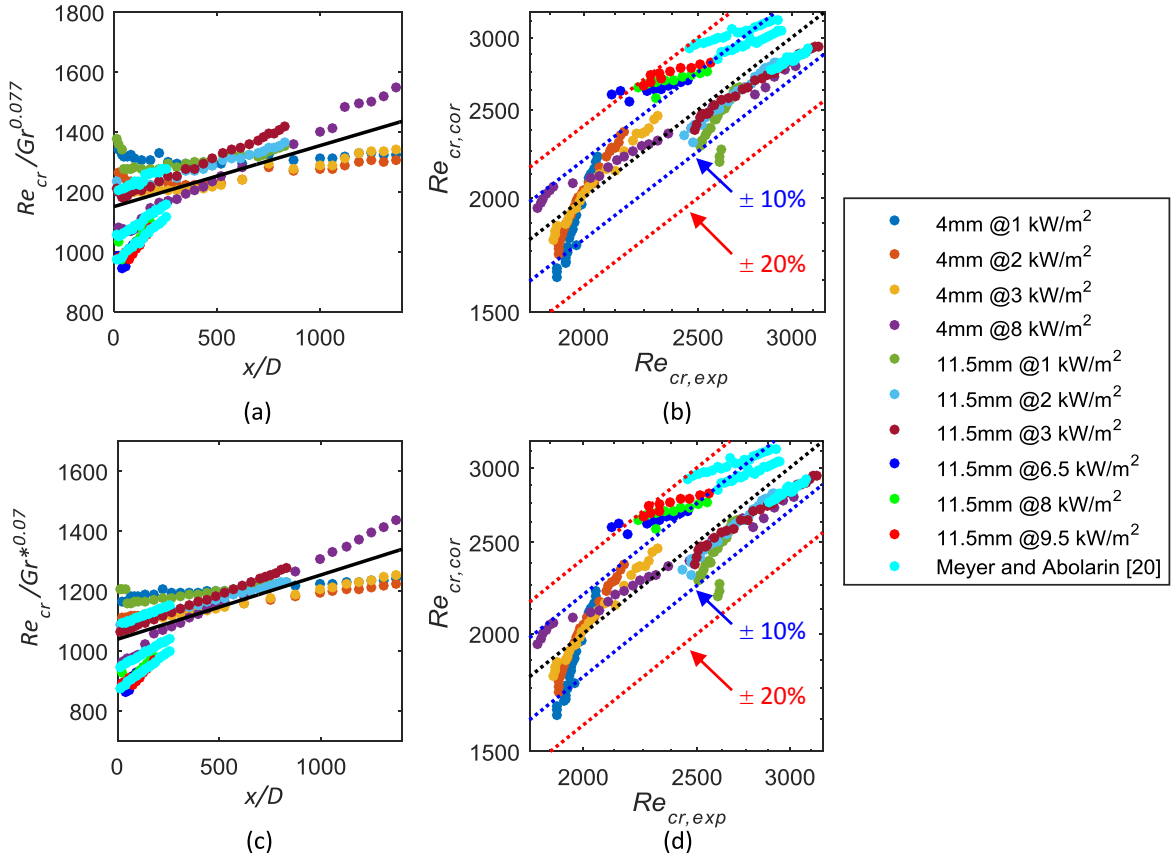 1800
1600
1400
1200
1000
800
Re_cr/Gr^0.077
0
500
1000
x/D
(a)
3000
2500
2000
1500
Re_cr,cor
± 10%
± 20%
2000
2500
3000
Re_cr,exp
(b)
1600
1400
1200
1000
800
Re_cr/Gr*^0.07
0
500
1000
x/D
(c)
3000
2500
2000
1500
Re_cr,cor
± 10%
± 20%
2000
2500
3000
Re_cr,exp
(d)
4mm @1 kW/m²
4mm @2 kW/m²
4mm @3 kW/m²
4mm @8 kW/m²
11.5mm @1 kW/m²
11.5mm @2 kW/m²
11.5mm @3 kW/m²
11.5mm @6.5 kW/m²
11.5mm @8 kW/m²
11.5mm @9.5 kW/m²
Meyer and Abolarin [20]